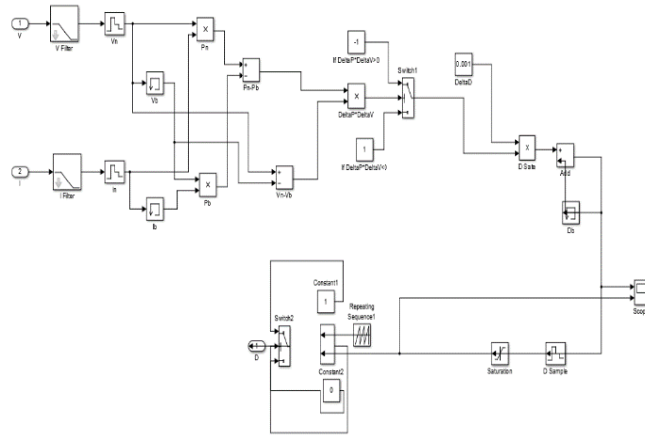 1
V
V Filter
Vn
Pn
-1
If DeltaP*DeltaV>0
0.001
DeltaD
Switch1
Pn-Pb
DeltaP*DeltaV
Vb
1
If DeltaP*DeltaV<0
D Sate
Add
2
I
I Filter
In
Pb
Vn-Vb
Ib
Db
Constant1
1
Repeating
Sequence1
Switch2
1
D
Constant2
0
Saturation
D Sample
Scop